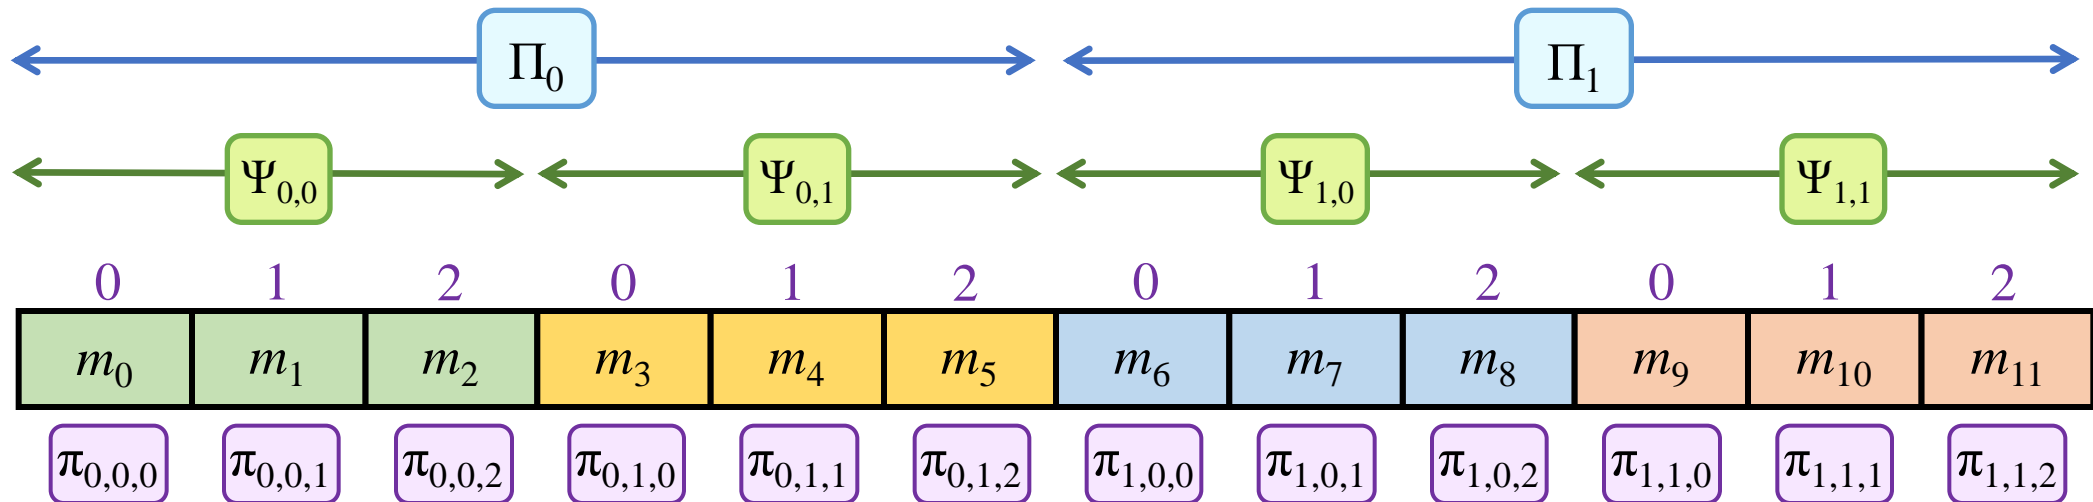 Π₀ Π₁
Ψ₀,₀ Ψ₀,₁ Ψ₁,₀ Ψ₁,₁
0 1 2 0 1 2 0 1 2 0 1 2
m₀ m₁ m₂ m₃ m₄ m₅ m₆ m₇ m₈ m₉ m₁₀ m₁₁
π₀,₀,₀ π₀,₀,₁ π₀,₀,₂ π₀,₁,₀ π₀,₁,₁ π₀,₁,₂ π₁,₀,₀ π₁,₀,₁ π₁,₀,₂ π₁,₁,₀ π₁,₁,₁ π₁,₁,₂